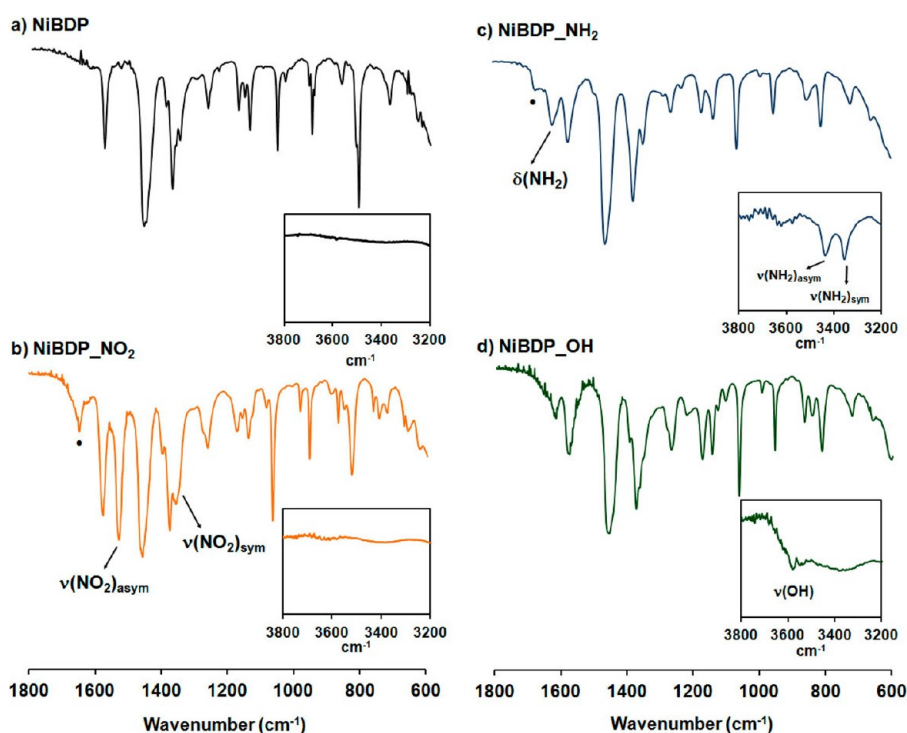 a) NiBDP
3800 3600 3400 3200
cm⁻¹
b) NiBDP_NO₂
ν(NO₂)asym
ν(NO₂)sym
3800 3600 3400 3200
cm⁻¹
1800 1600 1400 1200 1000 800 600
Wavenumber (cm⁻¹)
c) NiBDP_NH₂
δ(NH₂)
ν(NH₂)asym
ν(NH₂)sym
3800 3600 3400 3200
cm⁻¹
d) NiBDP_OH
ν(OH)
3800 3600 3400 3200
cm⁻¹
1800 1600 1400 1200 1000 800 600
Wavenumber (cm⁻¹)